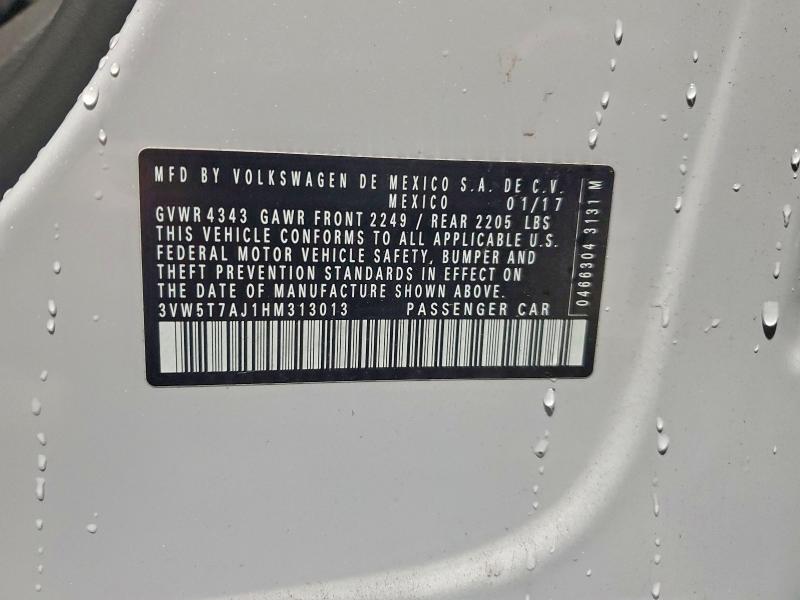 MFD BY VOLKSWAGEN DE MEXICO S.A. DE C.V.
MEXICO 01/17
GVWR 4343 GAWR FRONT 2249 / REAR 2205 LBS
THIS VEHICLE CONFORMS TO ALL APPLICABLE U.S.
FEDERAL MOTOR VEHICLE SAFETY, BUMPER AND
THEFT PREVENTION STANDARDS IN EFFECT ON
THE DATE OF MANUFACTURE SHOWN ABOVE.
3VW5T7AJ1HM313013 PASSENGER CAR
0466304 3131 M